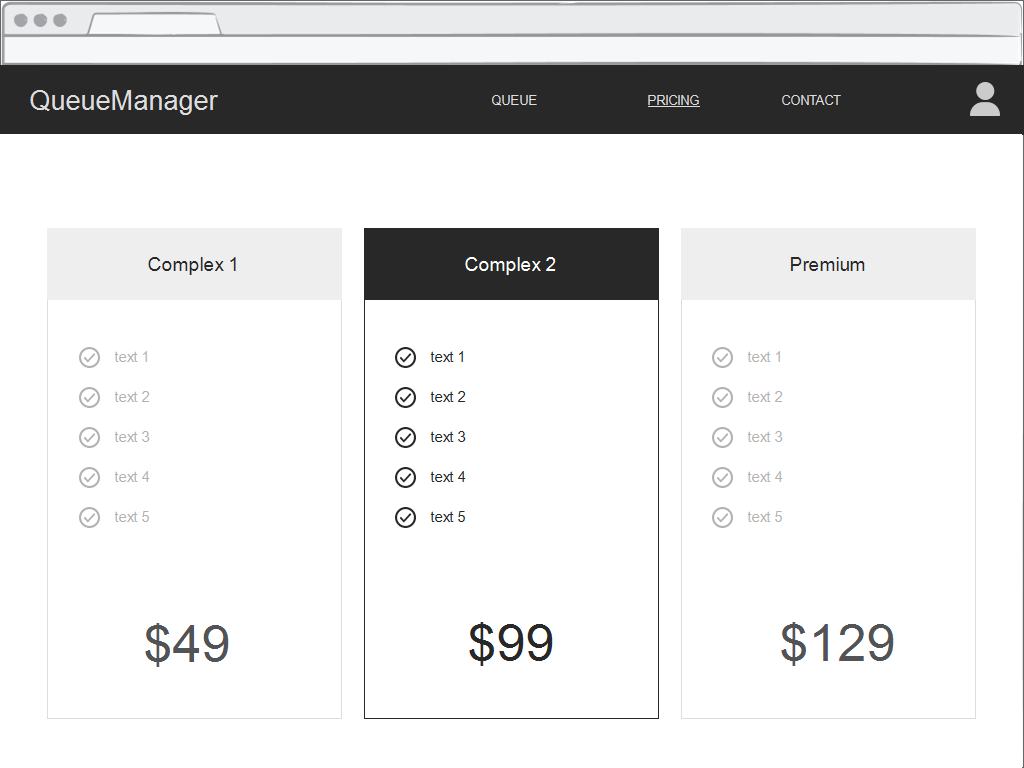 QueueManager
QUEUE
PRICING
CONTACT
Complex 1
text 1
text 2
text 3
text 4
text 5
$49
Complex 2
text 1
text 2
text 3
text 4
text 5
$99
Premium
text 1
text 2
text 3
text 4
text 5
$129